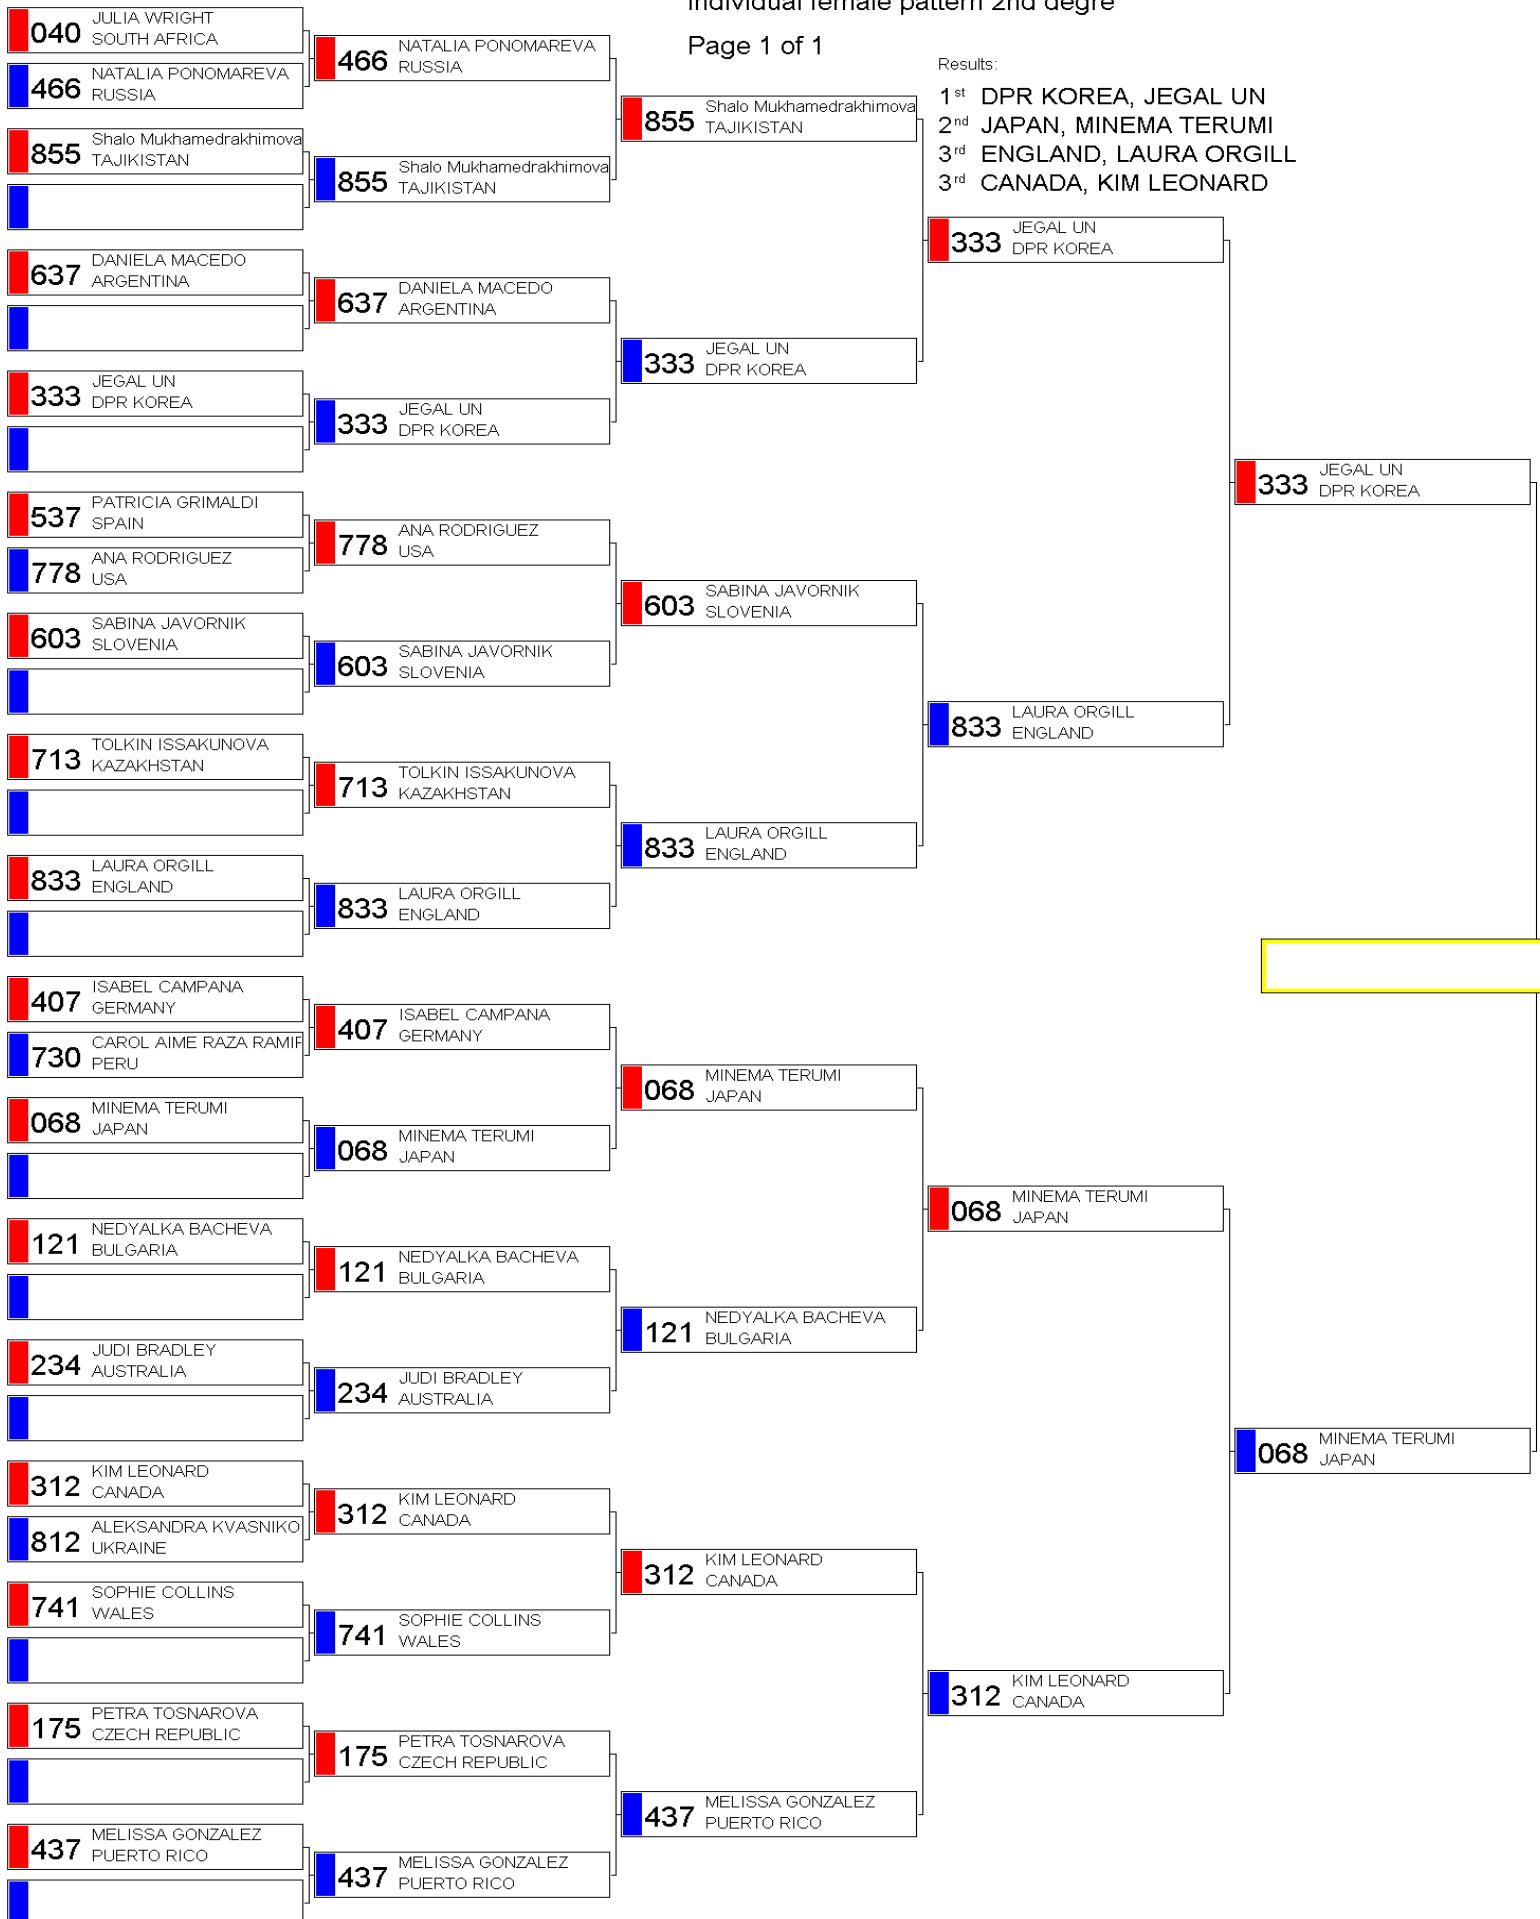 Individual female pattern 2nd degre
Page 1 of 1
Results:
1st DPR KOREA, JEGAL UN
2nd JAPAN, MINEMA TERUMI
3rd ENGLAND, LAURA ORGILL
3rd CANADA, KIM LEONARD
040 JULIA WRIGHT
SOUTH AFRICA
466 NATALIA PONOMAREVA
RUSSIA
855 Shalo Mukhamedrakhimova
TAJIKISTAN
637 DANIELA MACEDO
ARGENTINA
333 JEGAL UN
DPR KOREA
537 PATRICIA GRIMALDI
SPAIN
778 ANA RODRIGUEZ
USA
603 SABINA JAVORNIK
SLOVENIA
713 TOLKIN ISSAKUNOVA
KAZAKHSTAN
833 LAURA ORGILL
ENGLAND
407 ISABEL CAMPANA
GERMANY
730 CAROL AIME RAZA RAMIF
PERU
068 MINEMA TERUMI
JAPAN
121 NEDYALKA BACHEVA
BULGARIA
234 JUDI BRADLEY
AUSTRALIA
312 KIM LEONARD
CANADA
812 ALEKSANDRA KVASNIKO
UKRAINE
741 SOPHIE COLLINS
WALES
175 PETRA TOSNAROVA
CZECH REPUBLIC
437 MELISSA GONZALEZ
PUERTO RICO
466 NATALIA PONOMAREVA
RUSSIA
855 Shalo Mukhamedrakhimova
TAJIKISTAN
637 DANIELA MACEDO
ARGENTINA
333 JEGAL UN
DPR KOREA
778 ANA RODRIGUEZ
USA
603 SABINA JAVORNIK
SLOVENIA
713 TOLKIN ISSAKUNOVA
KAZAKHSTAN
833 LAURA ORGILL
ENGLAND
407 ISABEL CAMPANA
GERMANY
068 MINEMA TERUMI
JAPAN
121 NEDYALKA BACHEVA
BULGARIA
234 JUDI BRADLEY
AUSTRALIA
312 KIM LEONARD
CANADA
741 SOPHIE COLLINS
WALES
175 PETRA TOSNAROVA
CZECH REPUBLIC
437 MELISSA GONZALEZ
PUERTO RICO
855 Shalo Mukhamedrakhimova
TAJIKISTAN
333 JEGAL UN
DPR KOREA
603 SABINA JAVORNIK
SLOVENIA
833 LAURA ORGILL
ENGLAND
068 MINEMA TERUMI
JAPAN
121 NEDYALKA BACHEVA
BULGARIA
312 KIM LEONARD
CANADA
437 MELISSA GONZALEZ
PUERTO RICO
333 JEGAL UN
DPR KOREA
833 LAURA ORGILL
ENGLAND
068 MINEMA TERUMI
JAPAN
312 KIM LEONARD
CANADA
333 JEGAL UN
DPR KOREA
068 MINEMA TERUMI
JAPAN